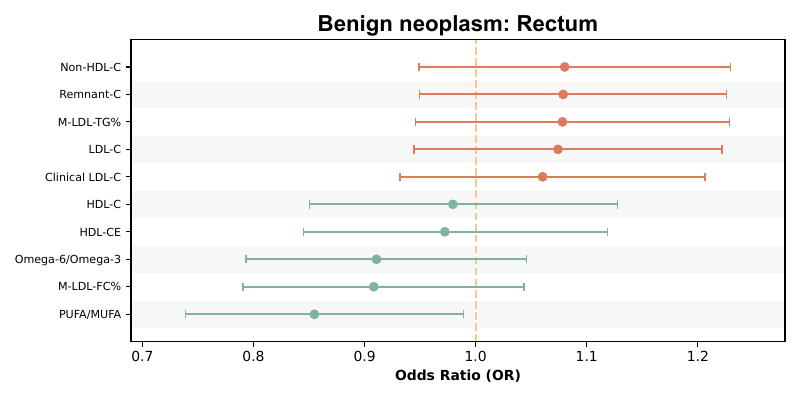 Benign neoplasm: Rectum
Non-HDL-C
Remnant-C
M-LDL-TG%
LDL-C
Clinical LDL-C
HDL-C
HDL-CE
Omega-6/Omega-3
M-LDL-FC%
PUFA/MUFA
0.7 0.8 0.9 1.0 1.1 1.2
Odds Ratio (OR)